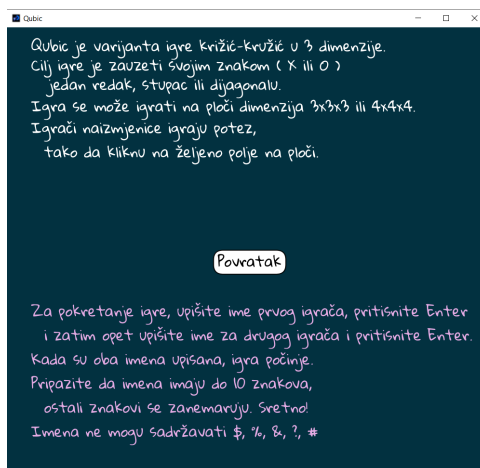 Qubic
Qubic je varijanta igre križić-kružić u 3 dimenzije.
Cilj igre je zauzeti svojim znakom ( X ili O )
jedan redak, stupac ili dijagonalu.
Igra se može igrati na ploči dimenzija 3x3x3 ili 4x4x4.
Igrači naizmjenice igraju potez,
tako da kliknu na željeno polje na ploči.
Povratak
Za pokretanje igre, upišite ime prvog igrača, pritisnite Enter
i zatim opet upišite ime za drugog igrača i pritisnite Enter.
Kada su oba imena upisana, igra počinje.
Pripazite da imena imaju do 10 znakova,
ostali znakovi se zanemaruju. Sretno!
Imena ne mogu sadržavati $, %, &, ?, #